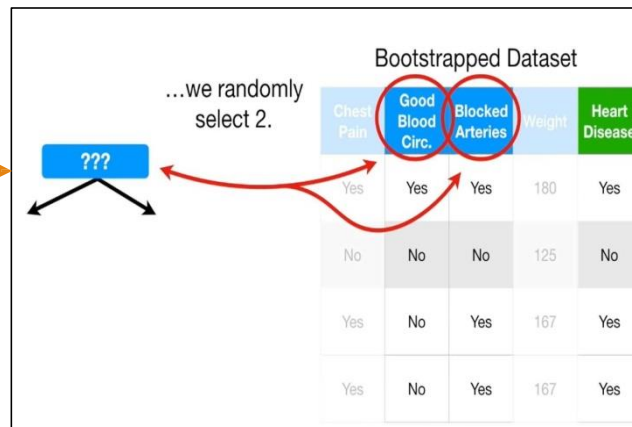 Bootstrapped Dataset
...we randomly
select 2.
???
Chest Pain Good Blood Circ. Blocked Arteries Weight Heart Disease
Yes Yes Yes 180 Yes
No No No 125 No
Yes No Yes 167 Yes
Yes No Yes 167 Yes